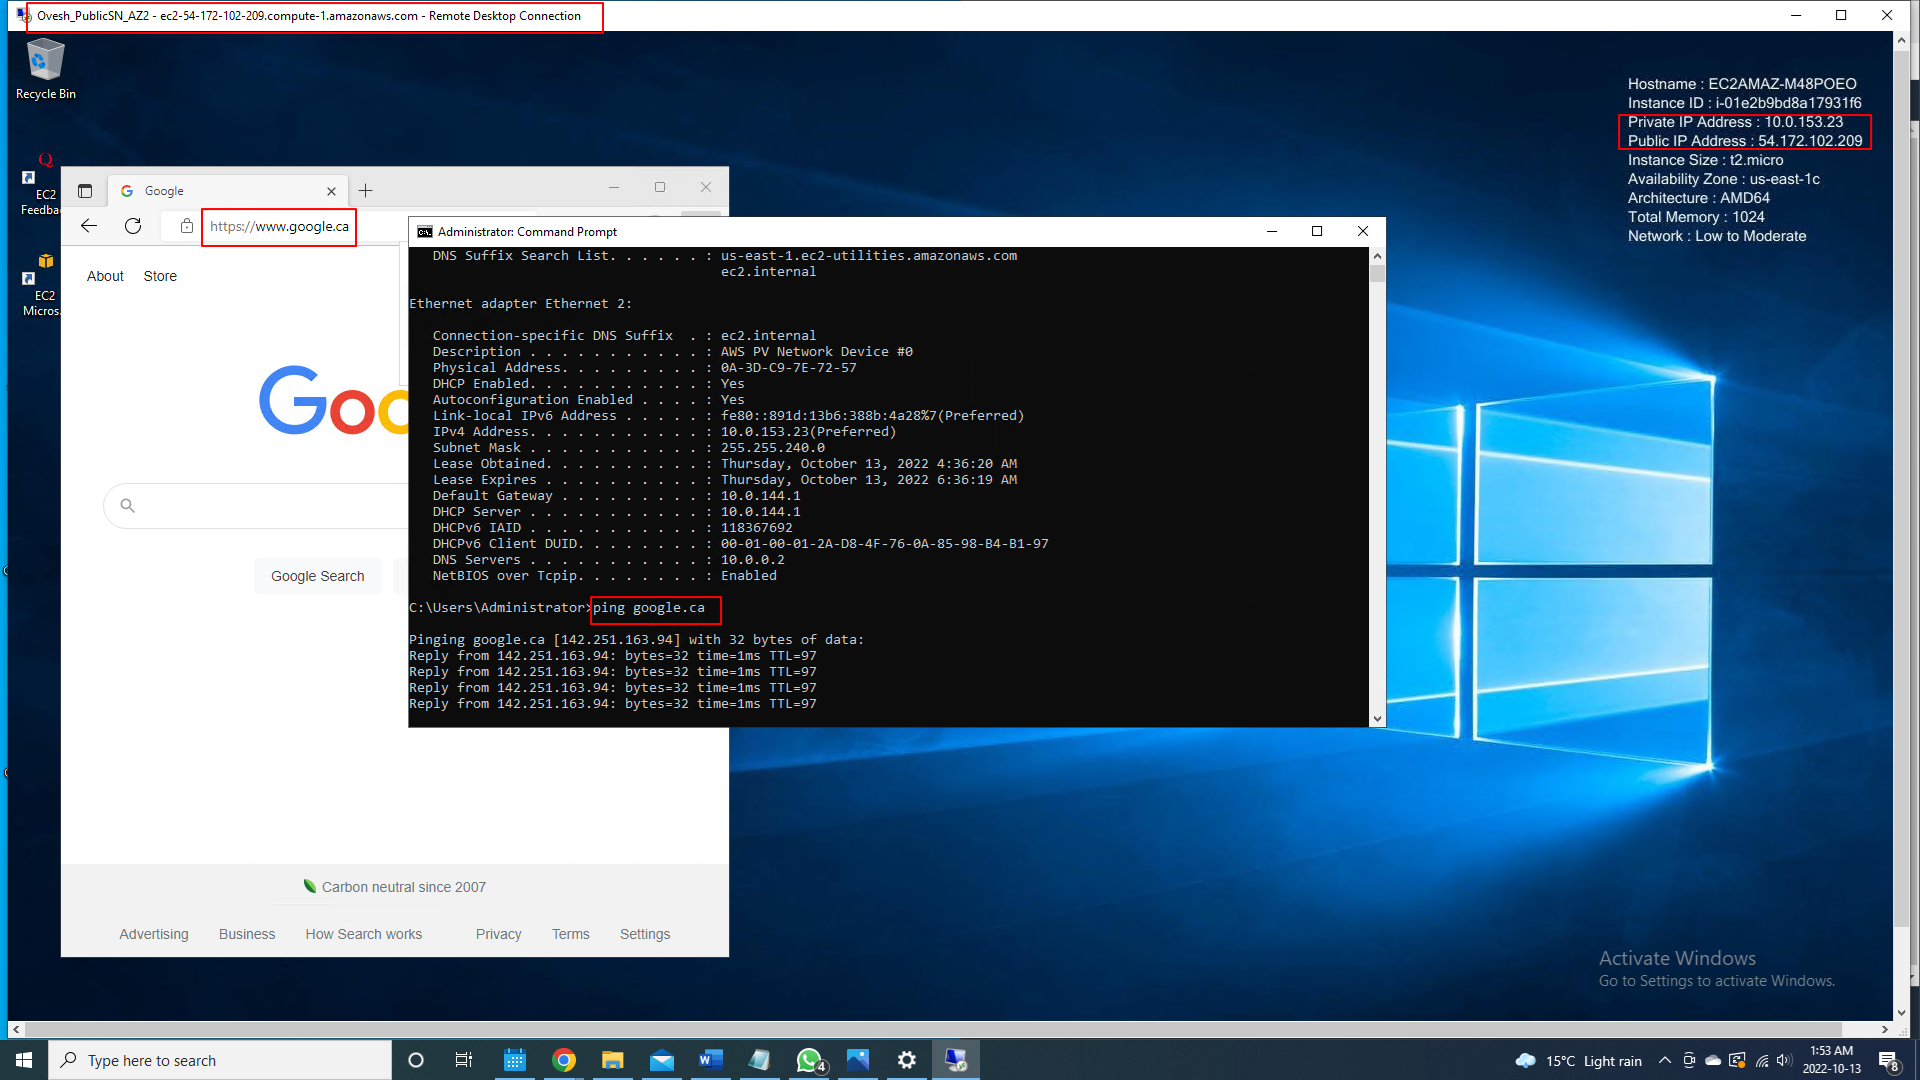 Ovesh_PublicSN_AZ2 - ec2-54-172-102-209.compute-1.amazonaws.com - Remote Desktop Connection
Recycle Bin
Hostname : EC2AMAZ-M48POEO
Instance ID : i-01e2b9bd8a17931f6
Private IP Address : 10.0.153.23
Public IP Address : 54.172.102.209
Instance Size : t2.micro
Availability Zone : us-east-1c
Architecture : AMD64
Total Memory : 1024
Network : Low to Moderate
EC2
Feedba
EC2
Micros.
Google
https://www.google.ca
About Store
Goo
Google Search
Carbon neutral since 2007
Advertising Business How Search works Privacy Terms Settings
Administrator: Command Prompt
DNS Suffix Search List. . . . . . : us-east-1.ec2-utilities.amazonaws.com
ec2.internal
Ethernet adapter Ethernet 2:
Connection-specific DNS Suffix . : ec2.internal
Description . . . . . . . . . . . : AWS PV Network Device #0
Physical Address. . . . . . . . . : 0A-3D-C9-7E-72-57
DHCP Enabled. . . . . . . . . . . : Yes
Autoconfiguration Enabled . . . . : Yes
Link-local IPv6 Address . . . . . : fe80::891d:13b6:388b:4a28%7(Preferred)
IPv4 Address. . . . . . . . . . . : 10.0.153.23(Preferred)
Subnet Mask . . . . . . . . . . . : 255.255.240.0
Lease Obtained. . . . . . . . . . : Thursday, October 13, 2022 4:36:20 AM
Lease Expires . . . . . . . . . . : Thursday, October 13, 2022 6:36:19 AM
Default Gateway . . . . . . . . . : 10.0.144.1
DHCP Server . . . . . . . . . . . : 10.0.144.1
DHCPv6 IAID . . . . . . . . . . . : 118367692
DHCPv6 Client DUID. . . . . . . . : 00-01-00-01-2A-D8-4F-76-0A-85-98-B4-B1-97
DNS Servers . . . . . . . . . . . : 10.0.0.2
NetBIOS over Tcpip. . . . . . . . : Enabled
C:\Users\Administrator>ping google.ca
Pinging google.ca [142.251.163.94] with 32 bytes of data:
Reply from 142.251.163.94: bytes=32 time=1ms TTL=97
Reply from 142.251.163.94: bytes=32 time=1ms TTL=97
Reply from 142.251.163.94: bytes=32 time=1ms TTL=97
Reply from 142.251.163.94: bytes=32 time=1ms TTL=97
Activate Windows
Go to Settings to activate Windows.
Type here to search
4
15°C Light rain
1:53 AM
2022-10-13
8